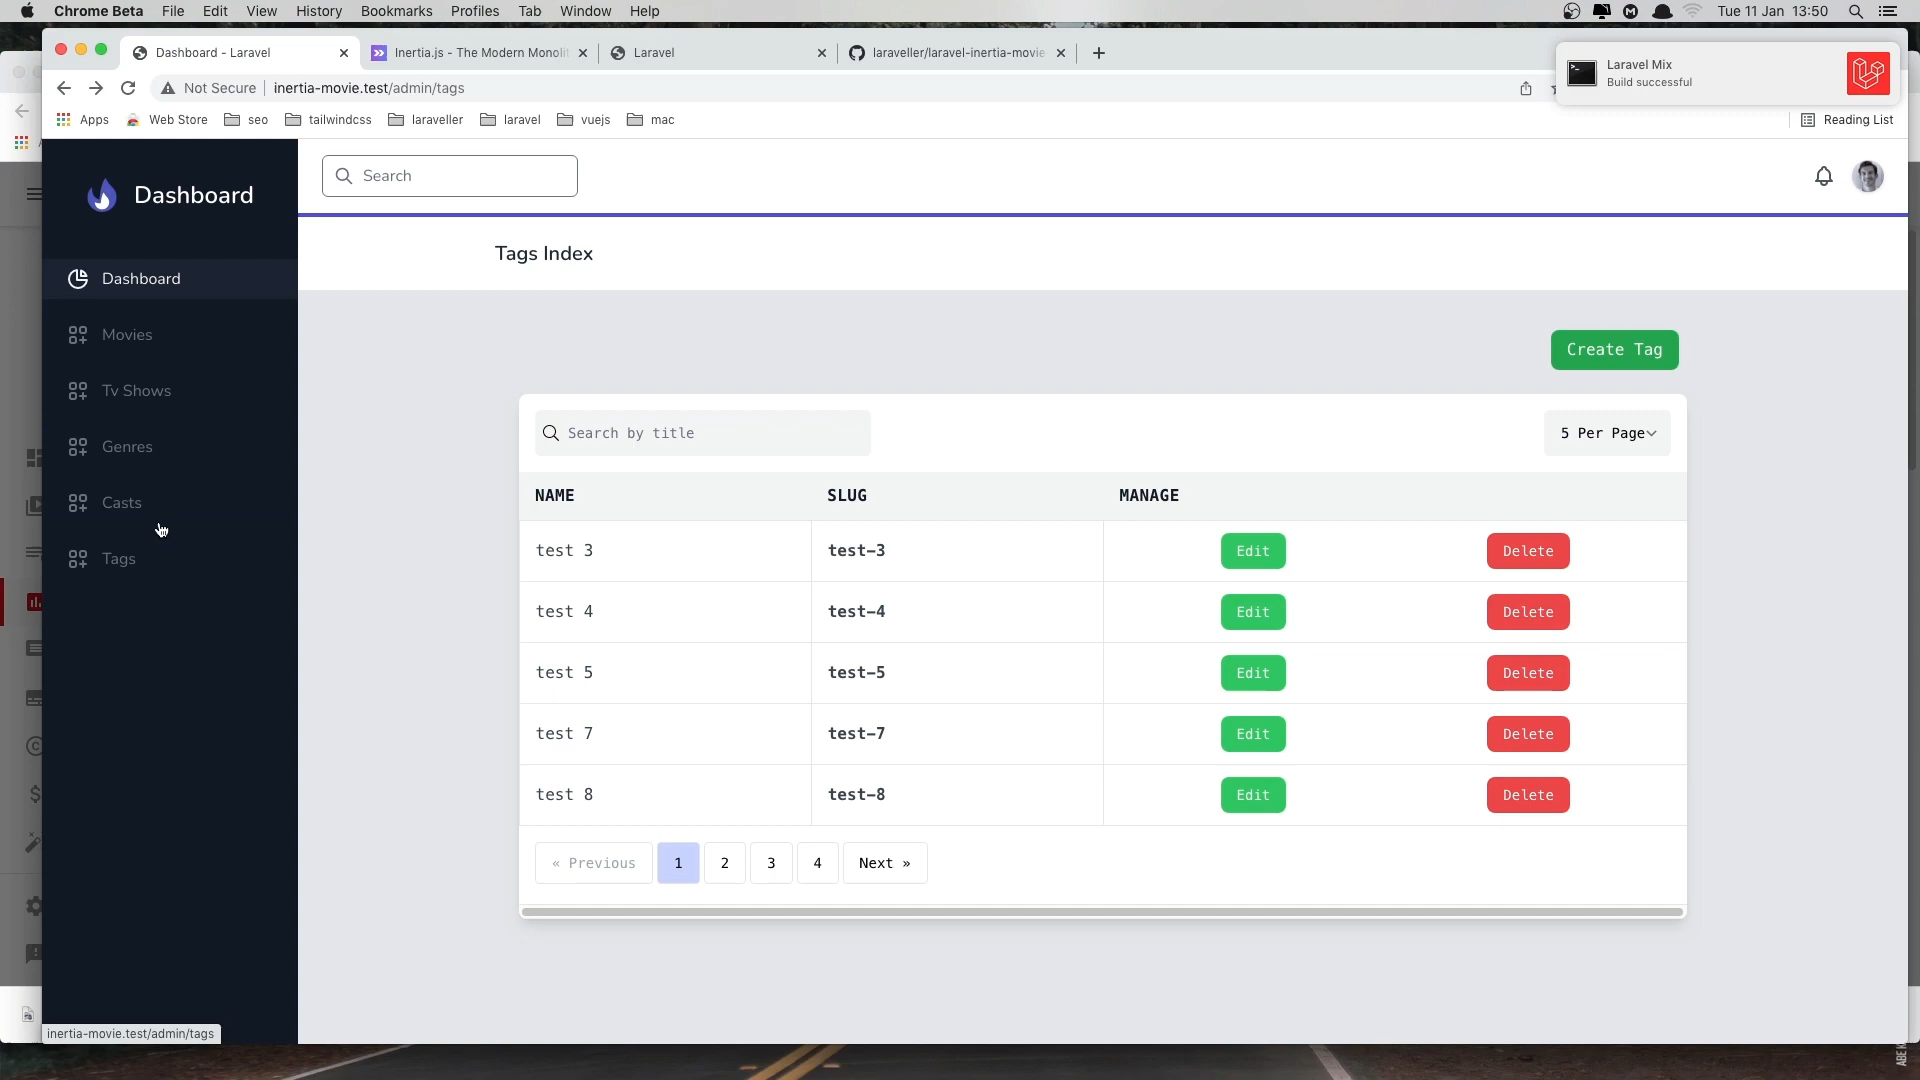 Chrome Beta File Edit View History Bookmarks Profiles Tab Window Help Tue 11 Jan 13:50
Dashboard - Laravel
Inertia.js - The Modern Monolit
Laravel
laraveller/laravel-inertia-movie
Laravel Mix
Build successful
Not Secure inertia-movie.test/admin/tags
Apps Web Store seo tailwindcss laraveller laravel vuejs mac Reading List
Dashboard
Search
Tags Index
Dashboard
Movies
Tv Shows
Genres
Casts
Tags
Create Tag
Search by title
5 Per Page
NAME SLUG MANAGE
test 3 test-3 Edit Delete
test 4 test-4 Edit Delete
test 5 test-5 Edit Delete
test 7 test-7 Edit Delete
test 8 test-8 Edit Delete
« Previous 1 2 3 4 Next »
inertia-movie.test/admin/tags